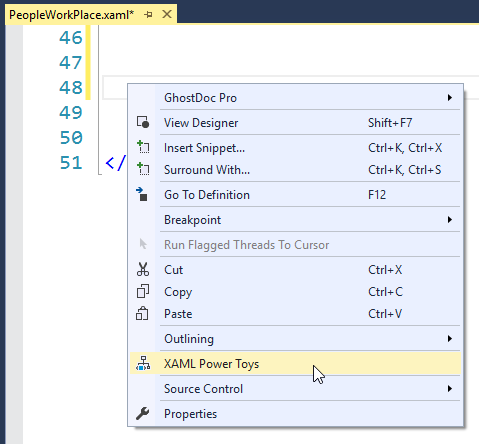 PeopleWorkPlace.xaml*
46
47
48
49
50
51 </
GhostDoc Pro
View Designer Shift+F7
Insert Snippet... Ctrl+K, Ctrl+X
Surround With... Ctrl+K, Ctrl+S
Go To Definition F12
Breakpoint
Run Flagged Threads To Cursor
Cut Ctrl+X
Copy Ctrl+C
Paste Ctrl+V
Outlining
XAML Power Toys
Source Control
Properties